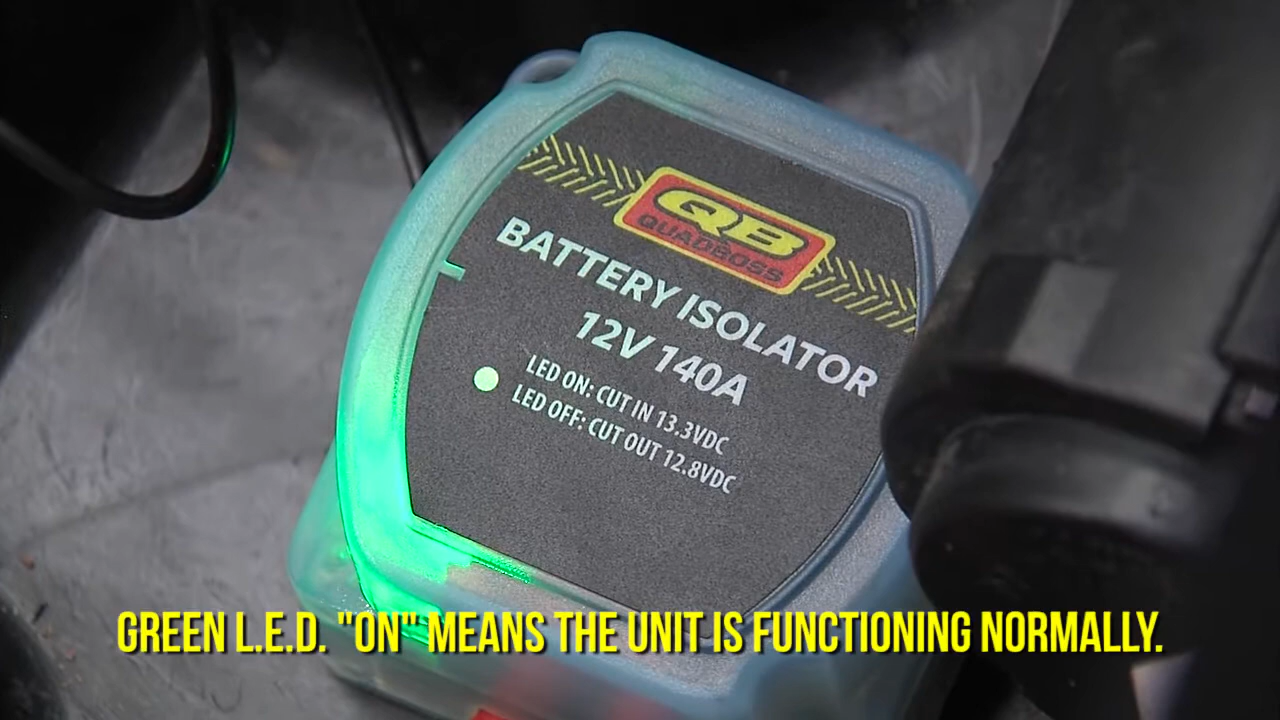 QB
QUADBOSS
BATTERY ISOLATOR
12V 140A
LED ON: CUT IN 13.3VDC
LED OFF: CUT OUT 12.8VDC
GREEN L.E.D. "ON" MEANS THE UNIT IS FUNCTIONING NORMALLY.